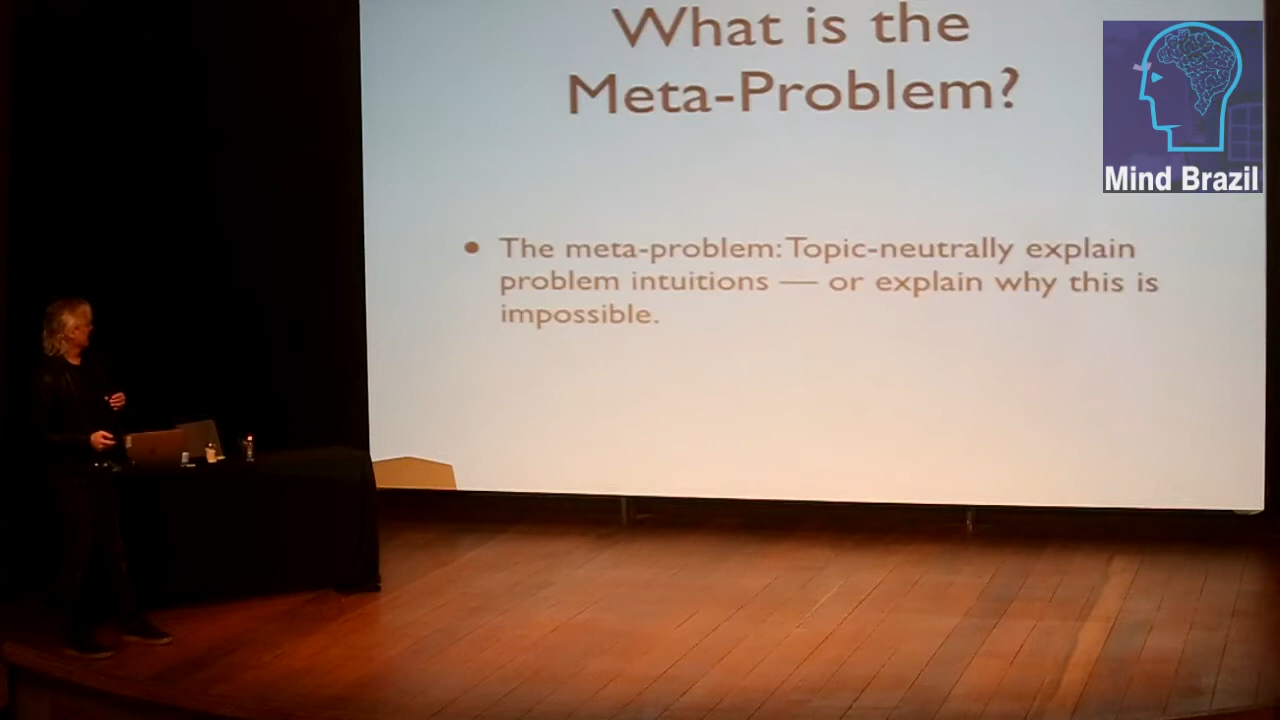 What is the
Meta-Problem?
Mind Brazil
• The meta-problem: Topic-neutrally explain
problem intuitions — or explain why this is
impossible.